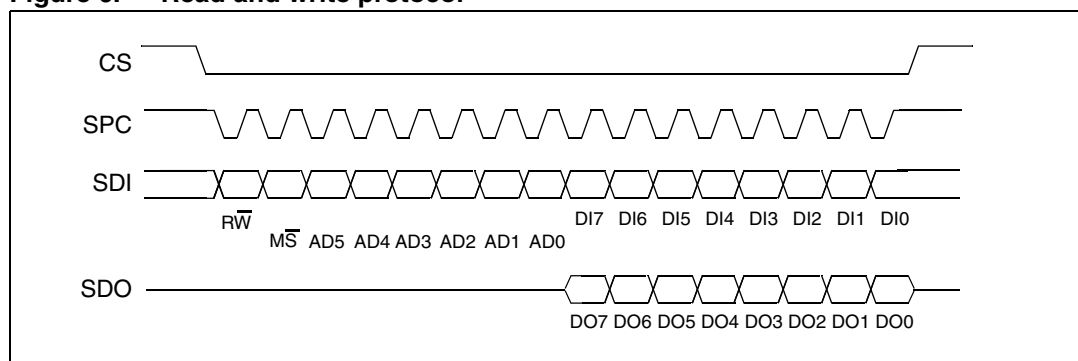 Figure 6. Read and write protocol
CS
SPC
SDI
RW̅
MS̅ AD5 AD4 AD3 AD2 AD1 AD0
DI7 DI6 DI5 DI4 DI3 DI2 DI1 DI0
SDO
DO7 DO6 DO5 DO4 DO3 DO2 DO1 DO0